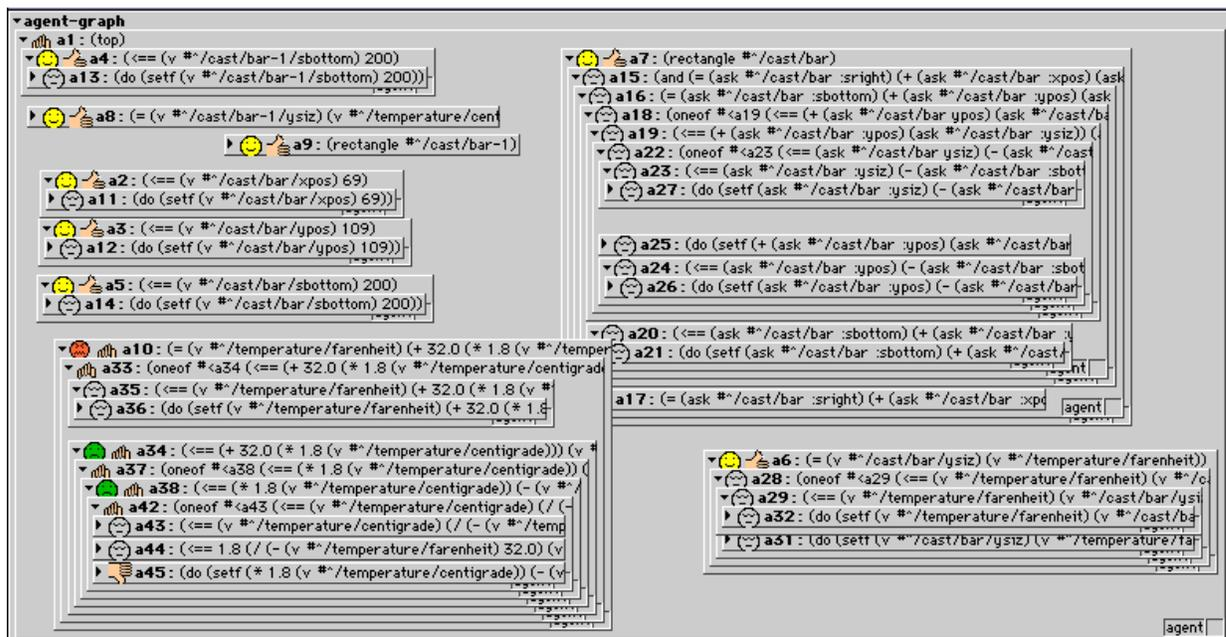 agent-graph
a1: (top)
a4: (<== (v #^/cast/bar-1/sbottom) 200)
a13: (do (setf (v #^/cast/bar-1/sbottom) 200))
a8: (= (v #^/cast/bar-1/ysiz) (v #^/temperature/cent
a9: (rectangle #^/cast/bar-1)
a2: (<== (v #^/cast/bar/xpos) 69)
a11: (do (setf (v #^/cast/bar/xpos) 69))
a3: (<== (v #^/cast/bar/ypos) 109)
a12: (do (setf (v #^/cast/bar/ypos) 109))
a5: (<== (v #^/cast/bar/sbottom) 200)
a14: (do (setf (v #^/cast/bar/sbottom) 200))
a7: (rectangle #^/cast/bar)
a15: (and (= (ask #^/cast/bar :sright) (+ (ask #^/cast/bar :xpos) (ask
a16: (= (ask #^/cast/bar :sbottom) (+ (ask #^/cast/bar :ypos) (ask
a18: (oneof #<a19 (<== (+ (ask #^/cast/bar ypos) (ask #^/ca
a19: (<== (+ (ask #^/cast/bar :ypos) (ask #^/cast/bar :ysiz)) (
a22: (oneof #<a23 (<== (ask #^/cast/bar ysiz) (- (ask #^/cast
a23: (<== (ask #^/cast/bar :ysiz) (- (ask #^/cast/bar :sbott
a27: (do (setf (ask #^/cast/bar :ysiz) (- (ask #^/cast/bar
a25: (do (setf (+ (ask #^/cast/bar :ypos) (ask #^/cast/bar
a24: (<== (ask #^/cast/bar :ypos) (- (ask #^/cast/bar :sbot
a26: (do (setf (ask #^/cast/bar :ypos) (- (ask #^/cast/bar
a20: (<== (ask #^/cast/bar :sbottom) (+ (ask #^/cast/bar :y
a21: (do (setf (ask #^/cast/bar :sbottom) (+ (ask #^/cast/
agent
a17: (= (ask #^/cast/bar :sright) (+ (ask #^/cast/bar :xpo
agent
a10: (= (v #^/temperature/farenheit) (+ 32.0 (* 1.8 (v #^/temper
a33: (oneof #<a34 (<== (+ 32.0 (* 1.8 (v #^/temperature/centigrade
a35: (<== (v #^/temperature/farenheit) (+ 32.0 (* 1.8 (v #^
a36: (do (setf (v #^/temperature/farenheit) (+ 32.0 (* 1.8
a34: (<== (+ 32.0 (* 1.8 (v #^/temperature/centigrade))) (v #
a37: (oneof #<a38 (<== (* 1.8 (v #^/temperature/centigrade)) (
a38: (<== (* 1.8 (v #^/temperature/centigrade)) (- (v #^/
a42: (oneof #<a43 (<== (v #^/temperature/centigrade) (/ (-
a43: (<== (v #^/temperature/centigrade) (/ (- (v #^/temp
a44: (<== 1.8 (/ (- (v #^/temperature/farenheit) 32.0) (v
a45: (do (setf (* 1.8 (v #^/temperature/centigrade)) (- (v
a6: (= (v #^/cast/bar/ysiz) (v #^/temperature/farenheit))
a28: (oneof #<a29 (<== (v #^/temperature/farenheit) (v #^/c
a29: (<== (v #^/temperature/farenheit) (v #^/cast/bar/ysi
a32: (do (setf (v #^/temperature/farenheit) (v #^/cast/ba
a31: (do (setf (v #^/cast/bar/ysiz) (v #^/temperature/far
agent